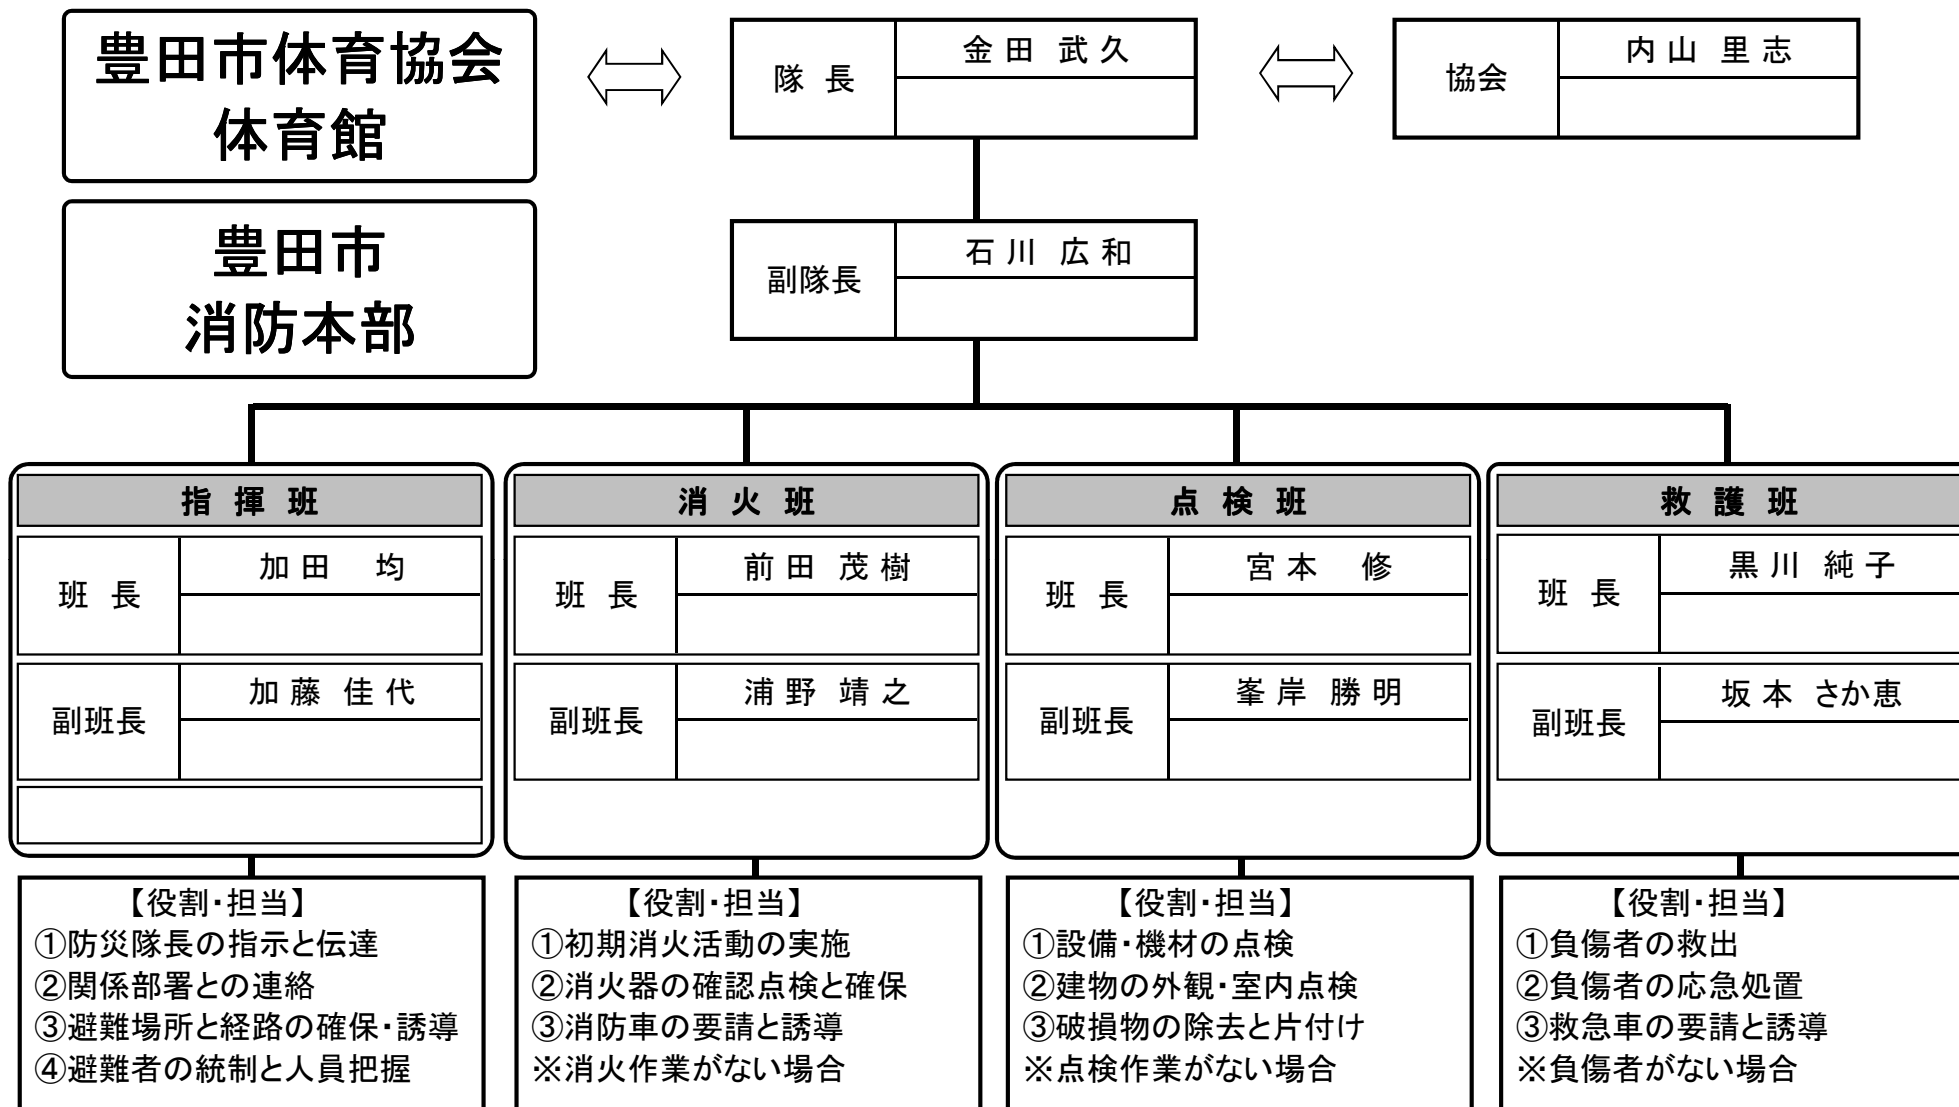 豊田市体育協会
体育館
隊 長
金 田 武 久
協会
内 山 里 志
豊田市
消防本部
副隊長
石 川 広 和
指 揮 班
班 長
加 田 均
副班長
加 藤 佳 代
消 火 班
班 長
前 田 茂 樹
副班長
浦 野 靖 之
点 検 班
班 長
宮 本 修
副班長
峯 岸 勝 明
救 護 班
班 長
黒 川 純 子
副班長
坂 本 さか恵
【役割・担当】
①防災隊長の指示と伝達
②関係部署との連絡
③避難場所と経路の確保・誘導
④避難者の統制と人員把握
【役割・担当】
①初期消火活動の実施
②消火器の確認点検と確保
③消防車の要請と誘導
※消火作業がない場合
【役割・担当】
①設備・機材の点検
②建物の外観・室内点検
③破損物の除去と片付け
※点検作業がない場合
【役割・担当】
①負傷者の救出
②負傷者の応急処置
③救急車の要請と誘導
※負傷者がない場合